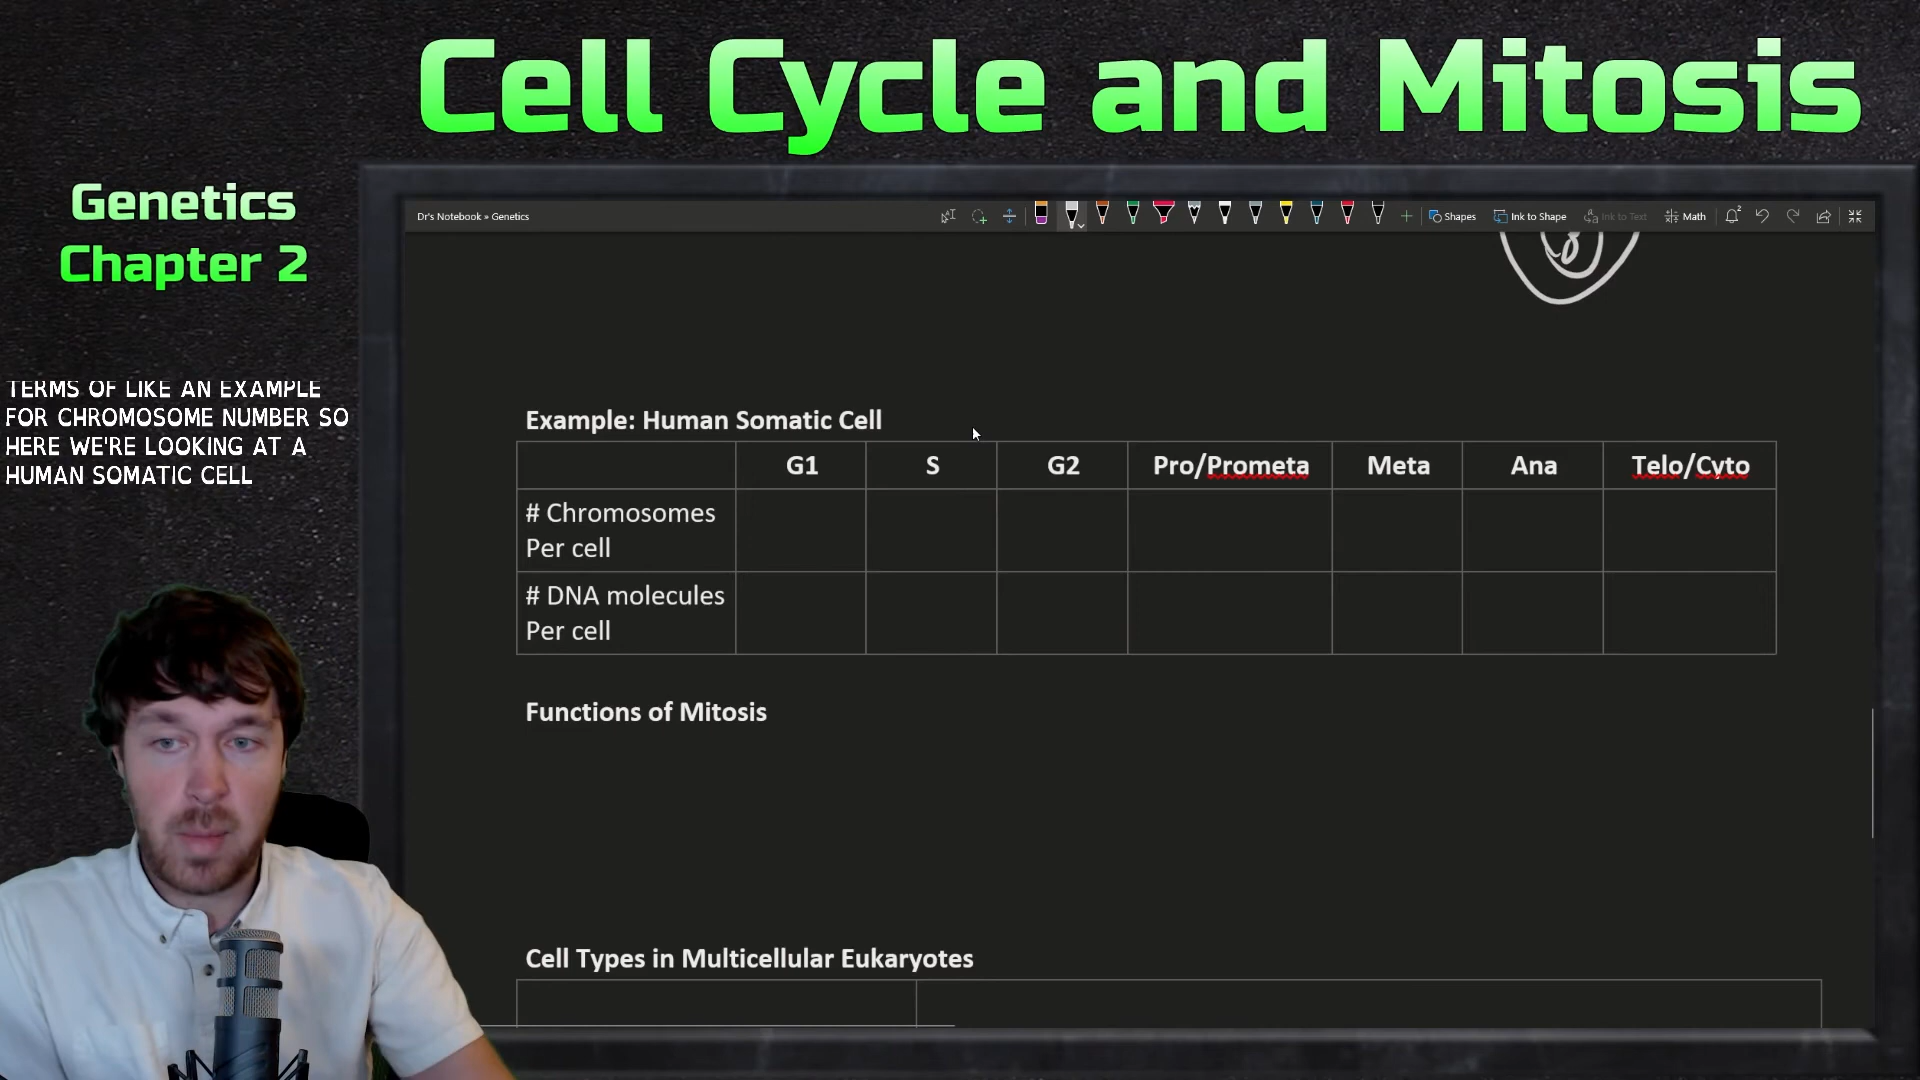 Cell Cycle and Mitosis
Genetics
Chapter 2
TERMS OF LIKE AN EXAMPLE
FOR CHROMOSOME NUMBER SO
HERE WE'RE LOOKING AT A
HUMAN SOMATIC CELL
Dr's Notebook » Genetics
Shapes
Ink to Shape
Ink to Text
Math
Example: Human Somatic Cell
G1 S G2 Pro/Prometa Meta Ana Telo/Cyto
# Chromosomes
Per cell
# DNA molecules
Per cell
Functions of Mitosis
Cell Types in Multicellular Eukaryotes